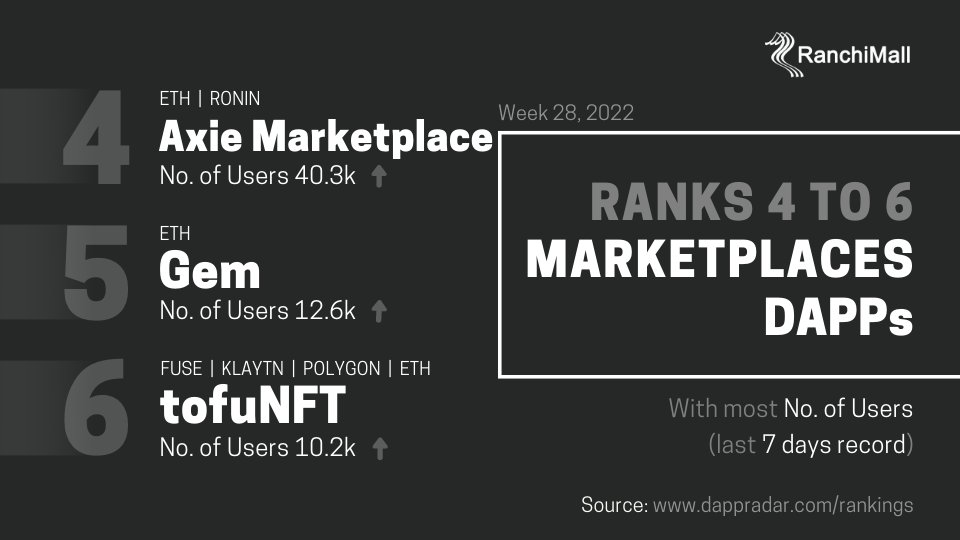 RanchiMall
4
ETH | RONIN
Axie Marketplace
No. of Users 40.3k
5
ETH
Gem
No. of Users 12.6k
6
FUSE | KLAYTN | POLYGON | ETH
tofuNFT
No. of Users 10.2k
Week 28, 2022
RANKS 4 TO 6
MARKETPLACES
DAPPs
With most No. of Users
(last 7 days record)
Source: www.dappradar.com/rankings